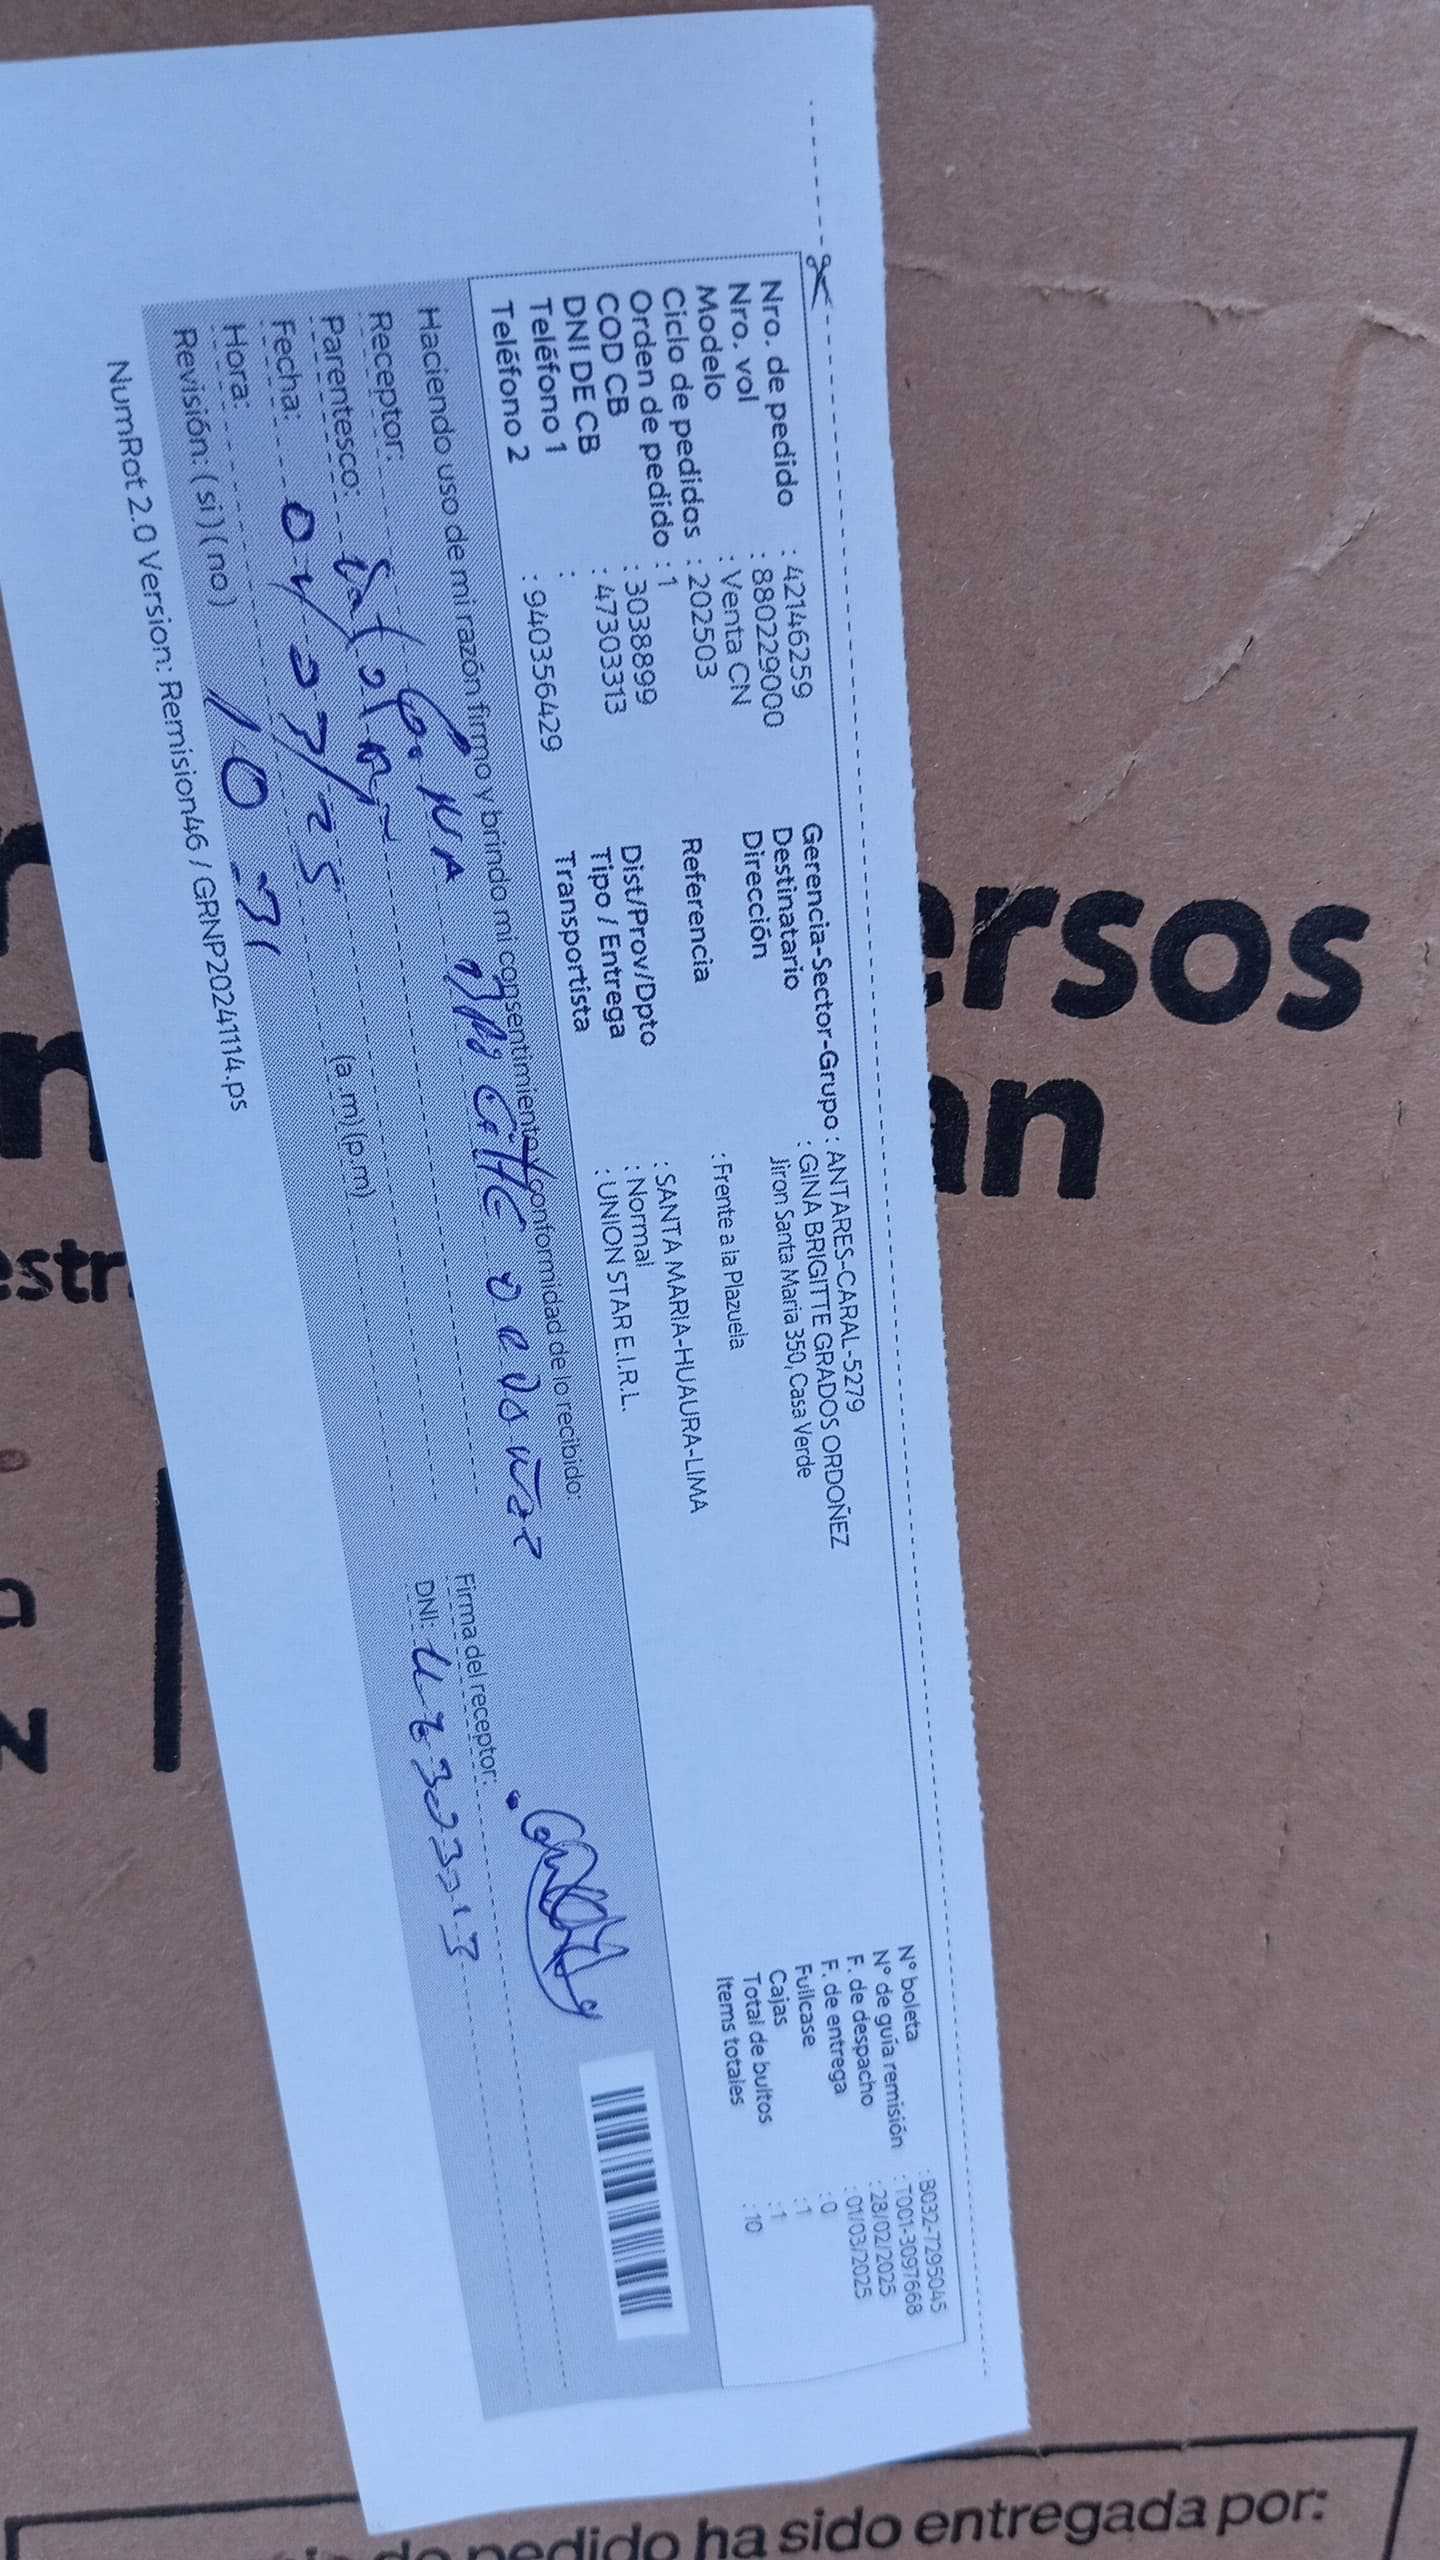 Nro. de pedido : 42146259
Nro. vol : 880229000
Modelo : Venta CN
Ciclo de pedidos : 202503
Orden de pedido : 1
COD CB : 3038899
DNI DE CB : 47303313
Teléfono 1 :
Teléfono 2 : 940356429
Gerencia-Sector-Grupo : ANTARES-CARAL-5279
Destinatario : GINA BRIGITTE GRADOS ORDOÑEZ
Dirección Jiron Santa Maria 350, Casa Verde
Referencia : Frente a la Plazuela
Dist/Prov/Dpto : SANTA MARIA-HUAURA-LIMA
Tipo / Entrega : Normal
Transportista : UNION STAR E.I.R.L.
N° boleta : B032-7295045
N° de guía remisión : T001-3097668
F. de despacho : 28/02/2025
F. de entrega : 01/03/2025
Fullcase : 0
Cajas : 1
Total de bultos : 1
Items totales : 10
Haciendo uso de mi razón firmo y brindo mi consentimiento y conformidad de lo recibido:
Receptor: GINA
Parentesco:
Fecha: 01/03/25
Hora: 10 (a.m) (p.m)
Revisión: ( si ) ( no )
Firma del receptor:
DNI:
NumRot 2.0 Version: Remision46 / GRNP20241114.ps
ersos
an
estr
pedido ha sido entregada por: